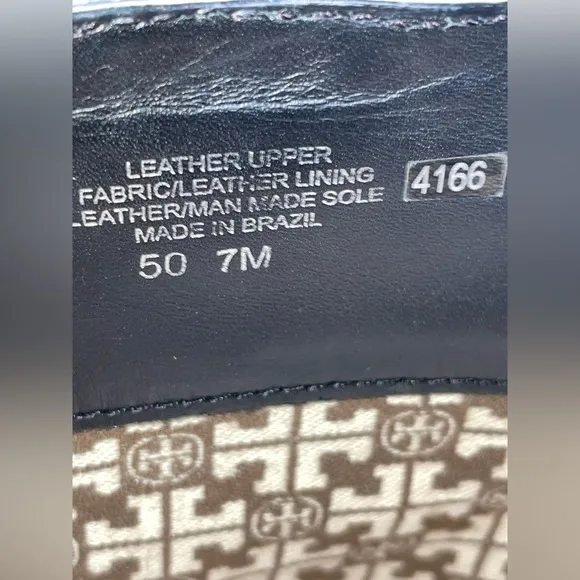 LEATHER UPPER
FABRIC/LEATHER LINING
LEATHER/MAN MADE SOLE
MADE IN BRAZIL
50 7M
4166